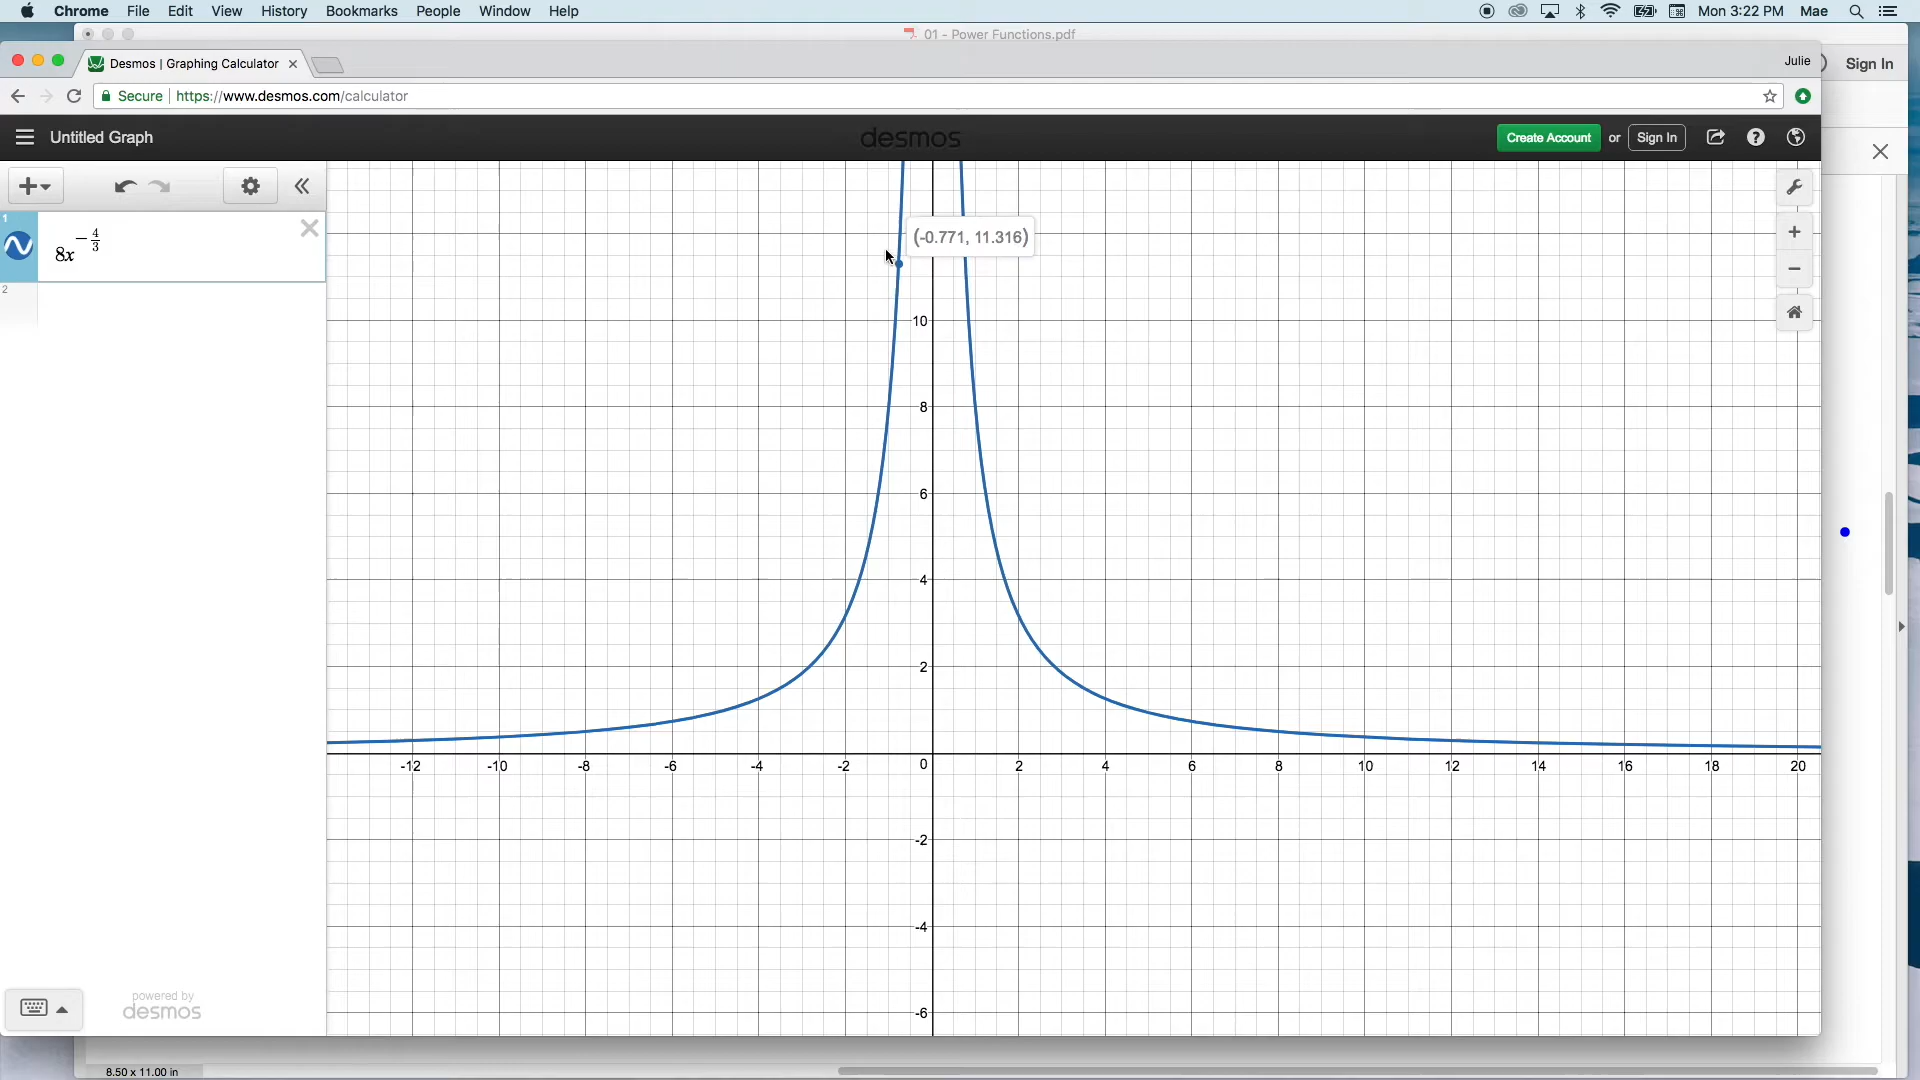 Chrome File Edit View History Bookmarks People Window Help Mon 3:22 PM Mae
01 - Power Functions.pdf
Desmos | Graphing Calculator Julie Sign In
Secure https://www.desmos.com/calculator
Untitled Graph desmos Create Account or Sign In
1
8x^{-4/3}
2
(-0.771, 11.316)
10
8
6
4
2
-12 -10 -8 -6 -4 -2 0 2 4 6 8 10 12 14 16 18 20
-2
-4
-6
powered by
desmos
8.50 x 11.00 in